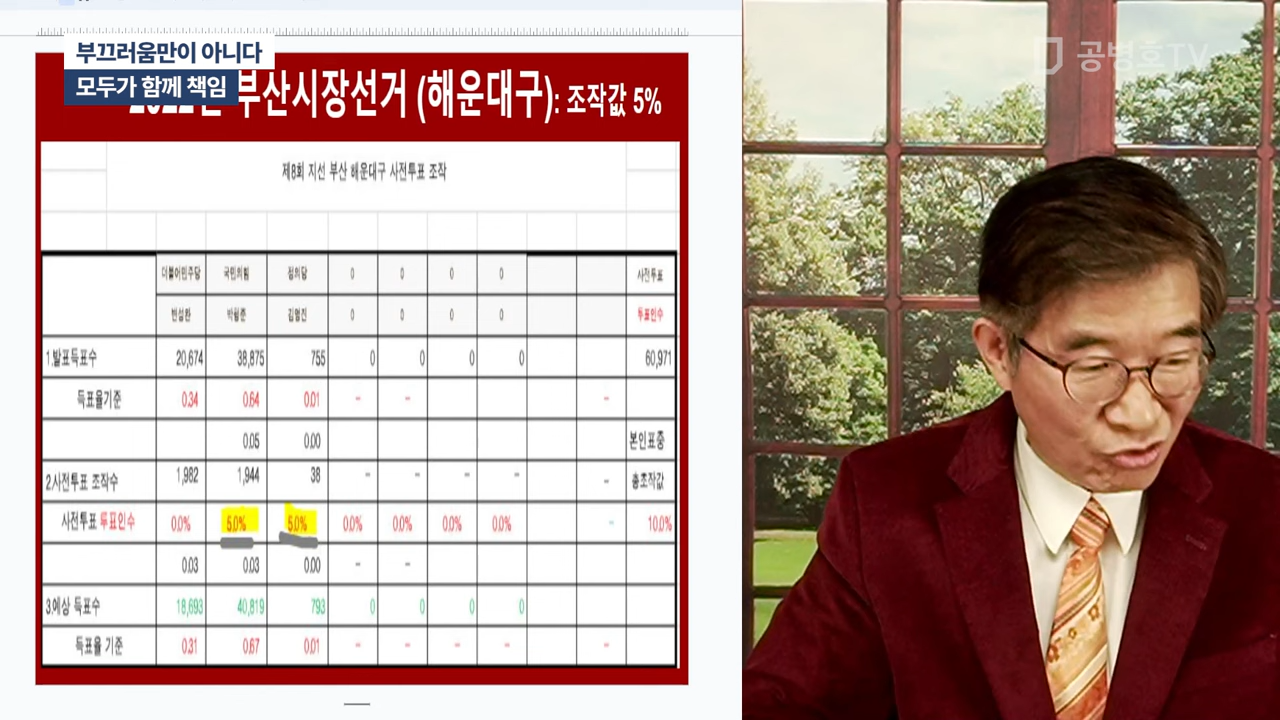 부끄러움만이 아니다
모두가 함께 책임
부산시장선거 (해운대구): 조작값 5%
공병호TV
제8회 지선 부산 해운대구 사전투표 조작
더불어민주당 국민의힘 정의당 0 0 0 0 사전투표
변성완 박형준 김영진 0 0 0 0 투표인수
1.발표득표수 20,674 38,875 755 0 0 0 0 60,971
득표율기준 0.34 0.64 0.01 - - -
0.05 0.00 본인표중
2.사전투표 조작수 1,982 1,944 38 - - - - - 총조작값
사전투표 투표인수 0.0% 5.0% 5.0% 0.0% 0.0% 0.0% 0.0% - 10.0%
0.03 0.03 0.00 - -
3.예상 득표수 18,693 40,819 793 0 0 0 0
득표율 기준 0.31 0.67 0.01 - - - - -